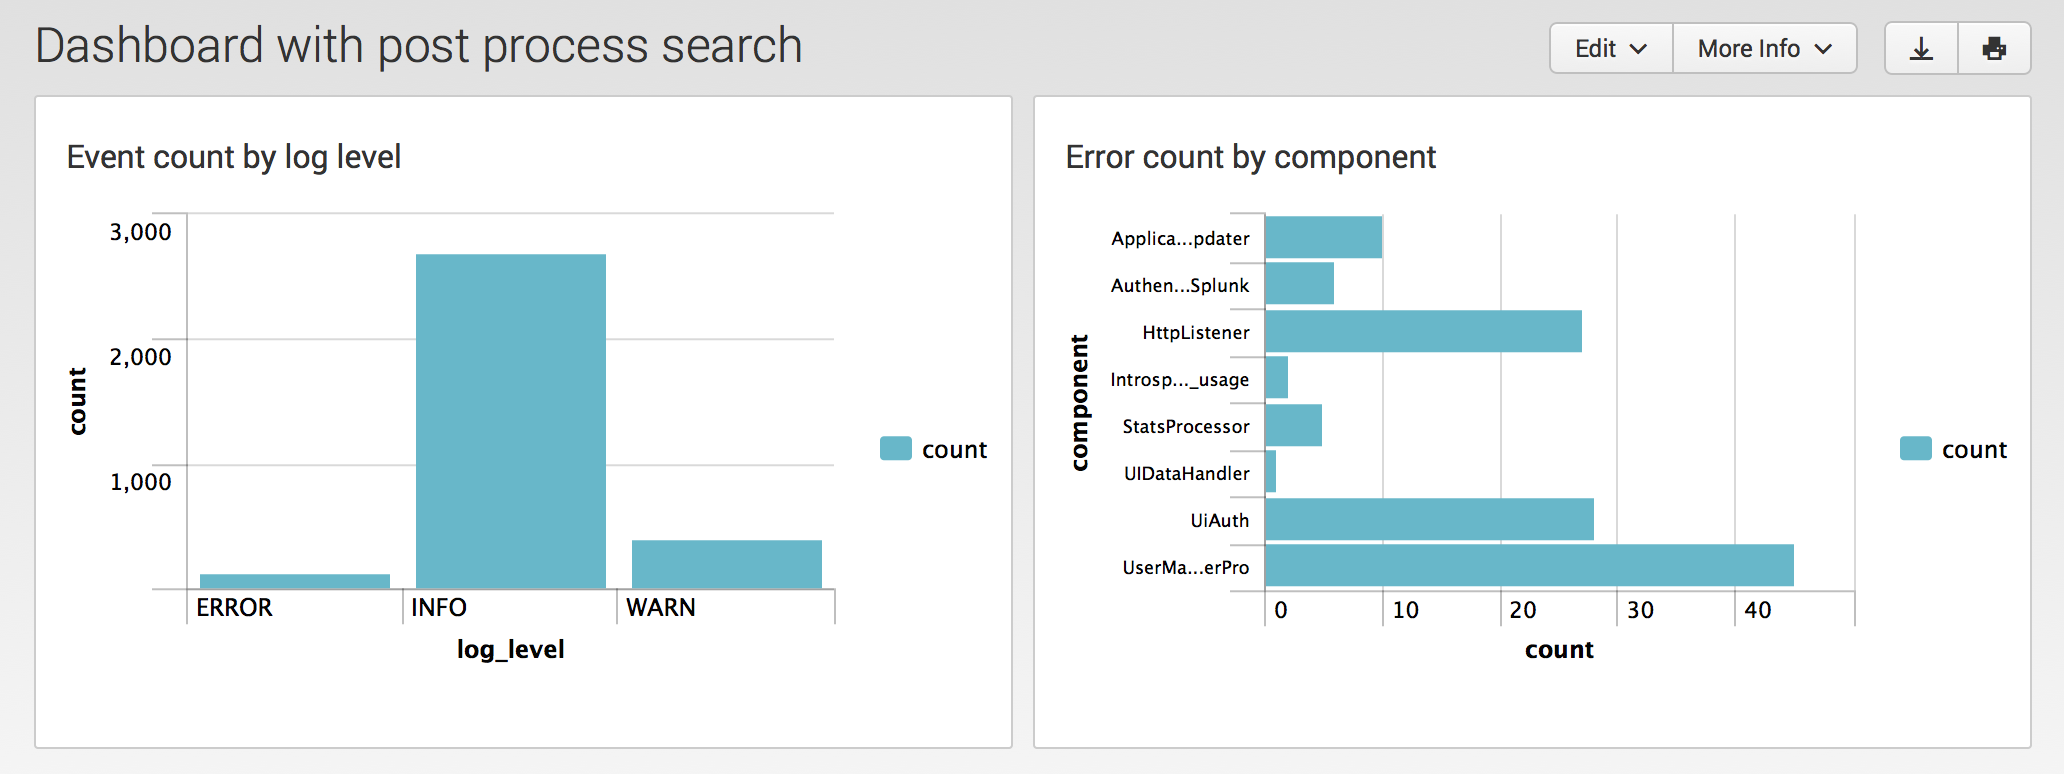 Dashboard with post process search
Edit
More Info
Event count by log level
3,000
2,000
1,000
count
ERROR
INFO
WARN
log_level
count
Error count by component
component
Applica...pdater
Authen...Splunk
HttpListener
Introsp..._usage
StatsProcessor
UIDataHandler
UiAuth
UserMa...erPro
0
10
20
30
40
count
count